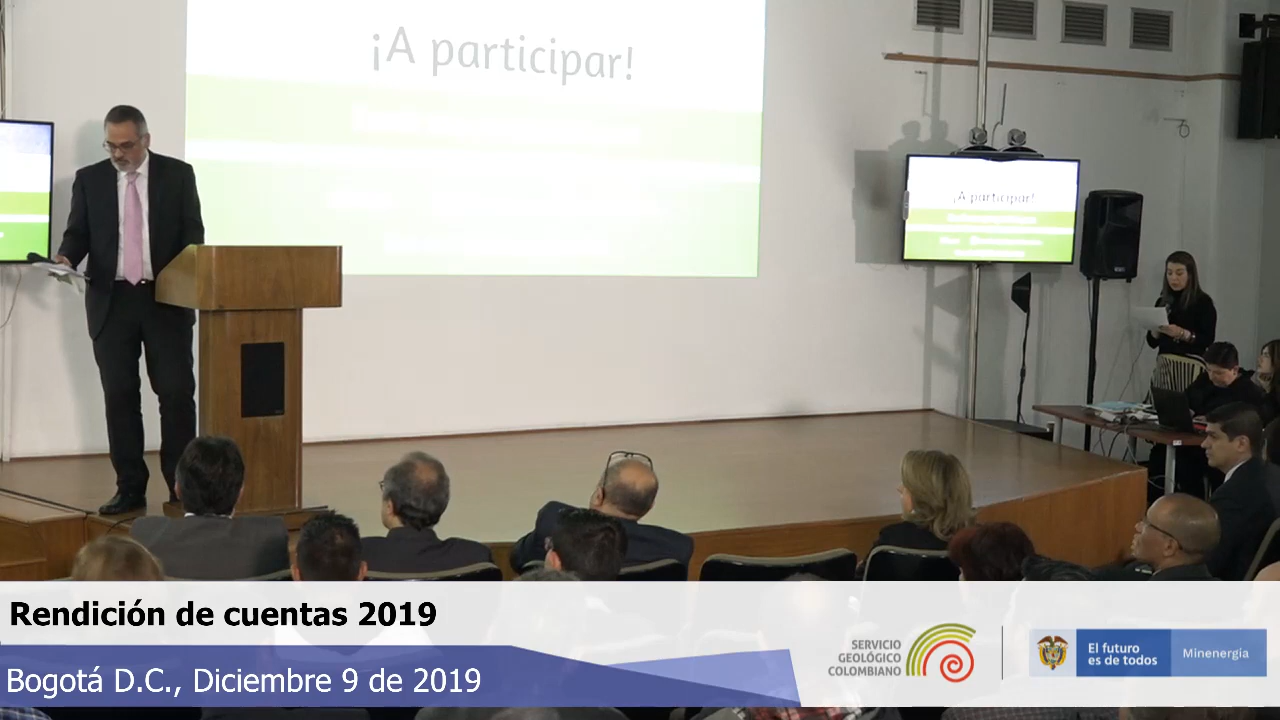 ¡A participar!
¡A participar!
Rendición de cuentas 2019
Bogotá D.C., Diciembre 9 de 2019
SERVICIO
GEOLÓGICO
COLOMBIANO
El futuro
es de todos
Minenergía